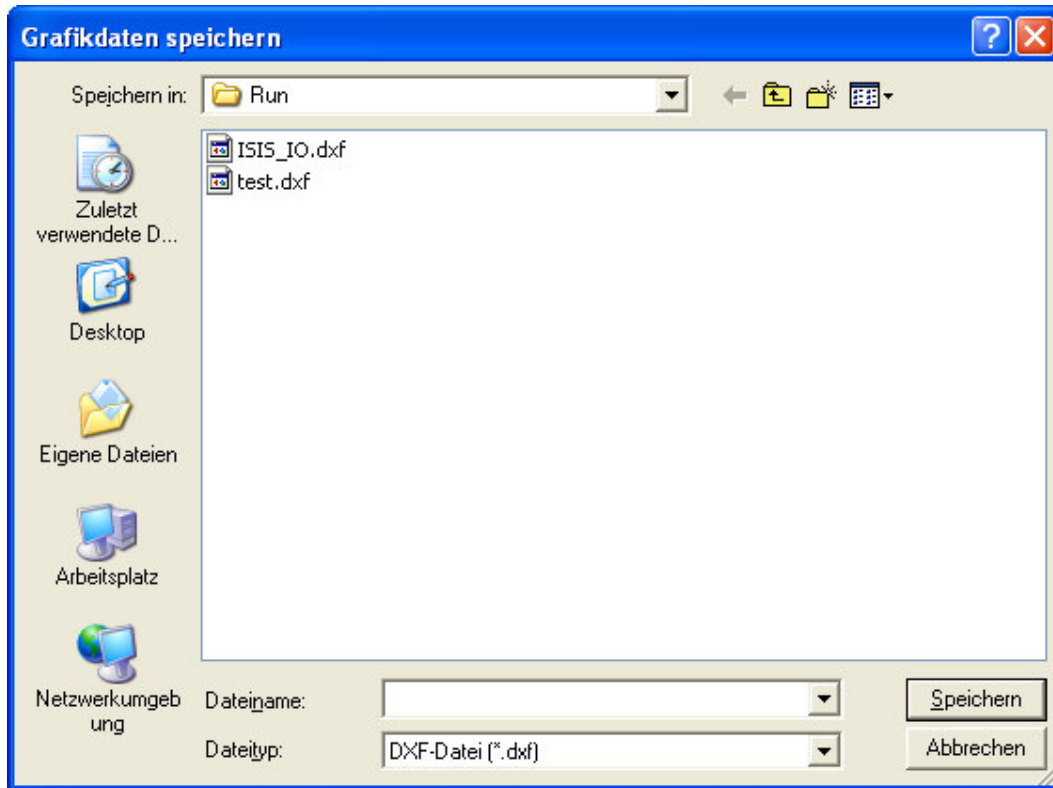 Grafikdaten speichern
Speichern in:
Run
ISIS_IO.dxf
test.dxf
Zuletzt
verwendete D...
Desktop
Eigene Dateien
Arbeitsplatz
Netzwerkumgeb
ung
Dateiname:
Speichern
Dateityp:
DXF-Datei (*.dxf)
Abbrechen